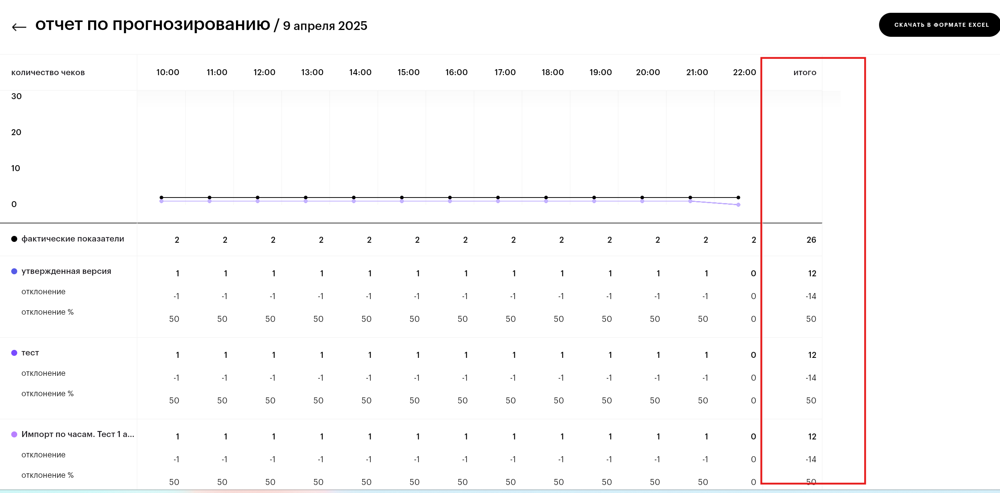 отчет по прогнозированию / 9 апреля 2025
СКАЧАТЬ В ФОРМАТЕ EXCEL
количество чеков 10:00 11:00 12:00 13:00 14:00 15:00 16:00 17:00 18:00 19:00 20:00 21:00 22:00 итого
30
20
10
0
фактические показатели 2 2 2 2 2 2 2 2 2 2 2 2 2 26
утвержденная версия 1 1 1 1 1 1 1 1 1 1 1 1 0 12
отклонение -1 -1 -1 -1 -1 -1 -1 -1 -1 -1 -1 -1 0 -14
отклонение % 50 50 50 50 50 50 50 50 50 50 50 50 0 50
тест 1 1 1 1 1 1 1 1 1 1 1 1 0 12
отклонение -1 -1 -1 -1 -1 -1 -1 -1 -1 -1 -1 -1 0 -14
отклонение % 50 50 50 50 50 50 50 50 50 50 50 50 0 50
Импорт по часам. Тест 1 а... 1 1 1 1 1 1 1 1 1 1 1 1 0 12
отклонение -1 -1 -1 -1 -1 -1 -1 -1 -1 -1 -1 -1 0 -14
отклонение % 50 50 50 50 50 50 50 50 50 50 50 50 0 50